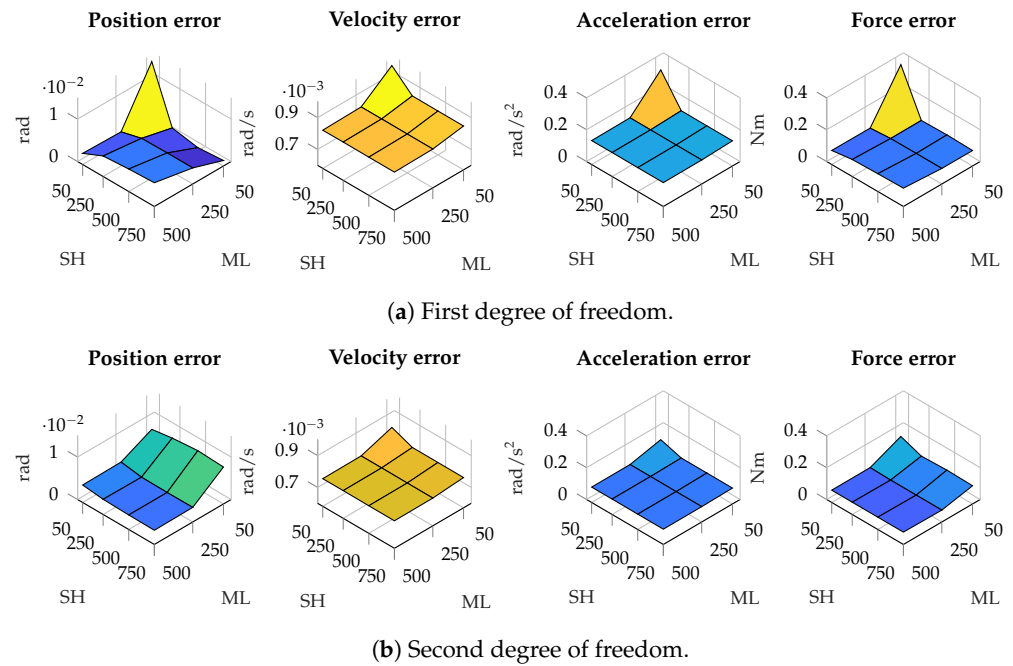 Position error
Velocity error
Acceleration error
Force error
·10⁻²
rad
1
0
50
250
500
750
500
250
50
SH
ML
·10⁻³
rad/s
0.9
0.7
50
250
500
750
500
250
50
SH
ML
rad/s²
0.4
0.2
0
50
250
500
750
500
250
50
SH
ML
Nm
0.4
0.2
0
50
250
500
750
500
250
50
SH
ML
(a) First degree of freedom.
Position error
Velocity error
Acceleration error
Force error
·10⁻²
rad
1
0
50
250
500
750
500
250
50
SH
ML
·10⁻³
rad/s
0.9
0.7
50
250
500
750
500
250
50
SH
ML
rad/s²
0.4
0.2
0
50
250
500
750
500
250
50
SH
ML
Nm
0.4
0.2
0
50
250
500
750
500
250
50
SH
ML
(b) Second degree of freedom.